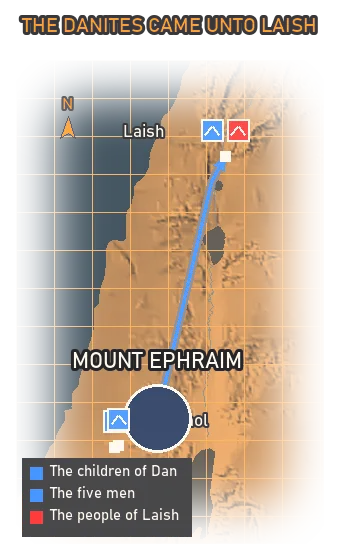 THE DANITES CAME UNTO LAISH
N
Laish
MOUNT EPHRAIM
The children of Dan
The five men
The people of Laish